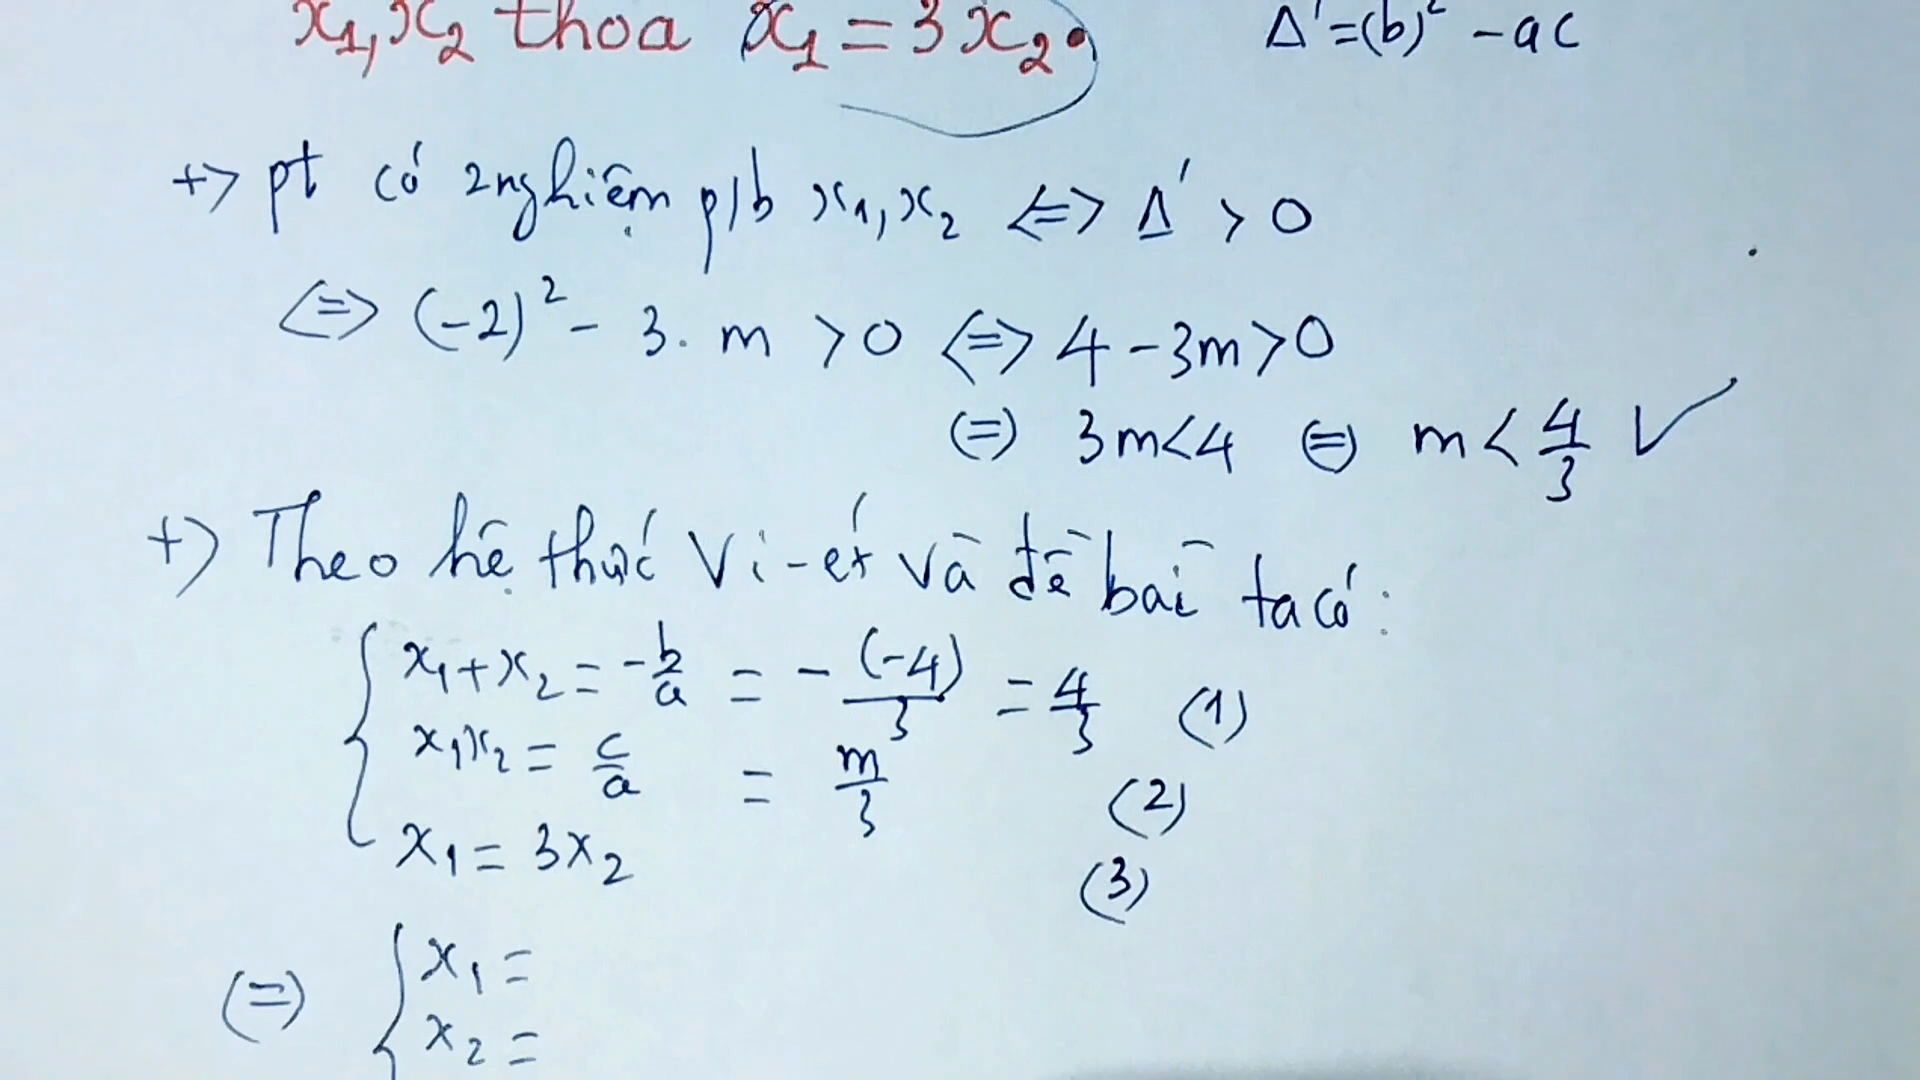 x₁, x₂ thoa x₁ = 3x₂.
Δ' = (b)² - ac
+> pt có 2 nghiệm p/b x₁, x₂ <=> Δ' > 0
<=> (-2)² - 3. m > 0 <=> 4 - 3m > 0
(=) 3m < 4 (=) m < 4/3 ✓
+) Theo hệ thức Vi-ét và đề bài ta có:
x₁ + x₂ = -b/a = -(-4)/3 = 4/3 (1)
x₁x₂ = c/a = m/3 (2)
x₁ = 3x₂ (3)
(=) { x₁ =
x₂ =